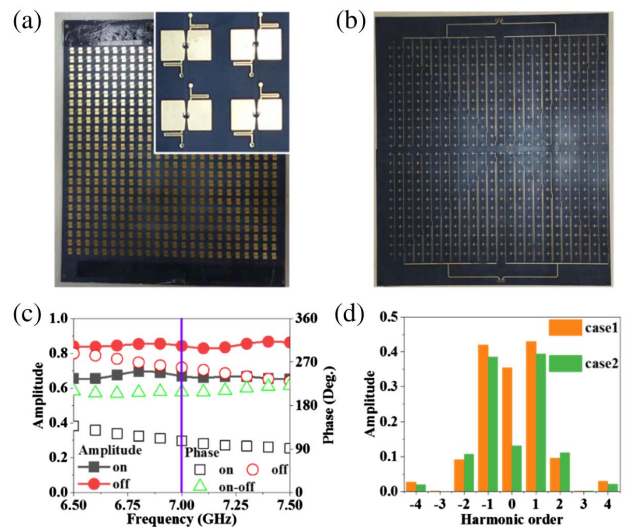 (a)
(b)
(c)
1.0
0.8
0.6
0.4
0.2
0.0
Amplitude
360
270
180
90
0
Phase (Deg.)
Amplitude
on
off
Phase
on
off
on-off
6.50
6.75
7.00
7.25
7.50
Frequency (GHz)
(d)
0.5
0.4
0.3
0.2
0.1
0.0
Amplitude
case1
case2
-4 -3 -2 -1 0 1 2 3 4
Harmonic order